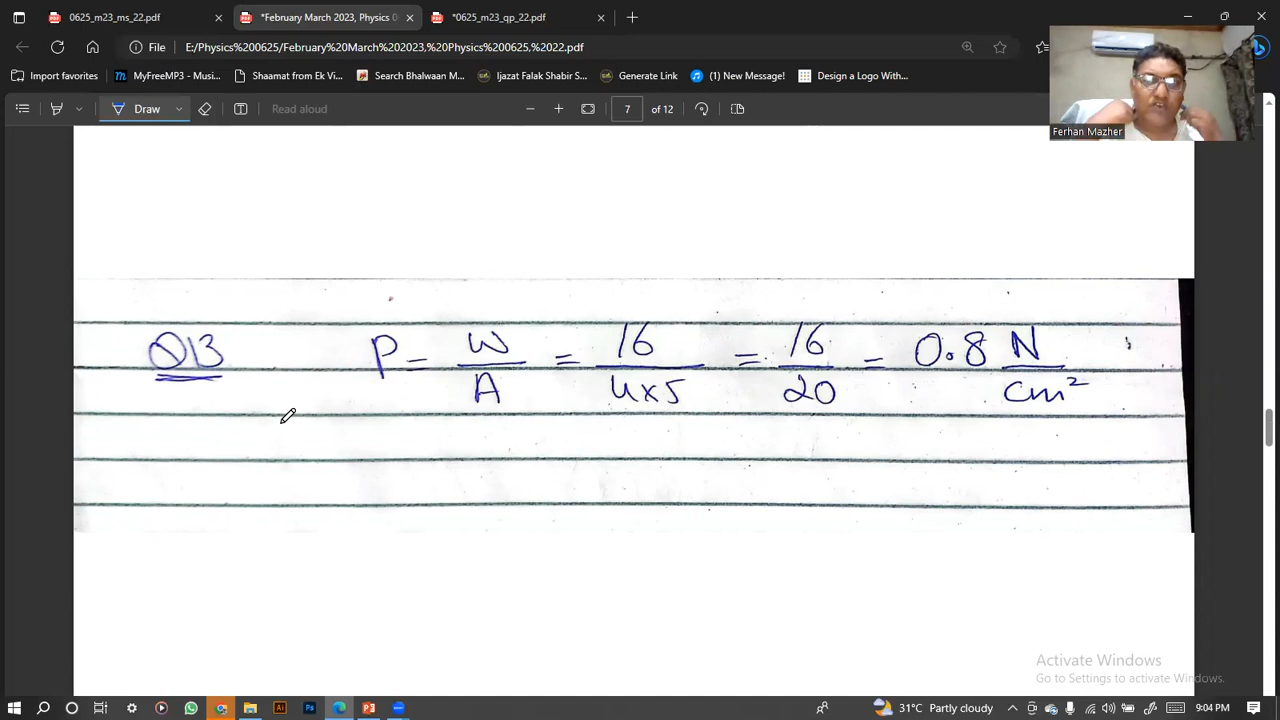 0625_m23_ms_22.pdf
*February March 2023, Physics 0
*0625_m23_qp_22.pdf
File
E:/Physics%200625/February%20March%202023,%20Physics%200625,%2022.pdf
Import favorites
MyFreeMP3 - Musi...
Shaamat from Ek Vi...
Search Bhalwaan M...
Ijazat Falak Shabir S...
Generate Link
(1) New Message!
Design a Logo With...
Draw
Read aloud
7 of 12
Ferhan Mazher
Q13 P = W/A = 16/4x5 = 16/20 = 0.8 N/cm²
Activate Windows
Go to Settings to activate Windows.
31°C Partly cloudy
9:04 PM